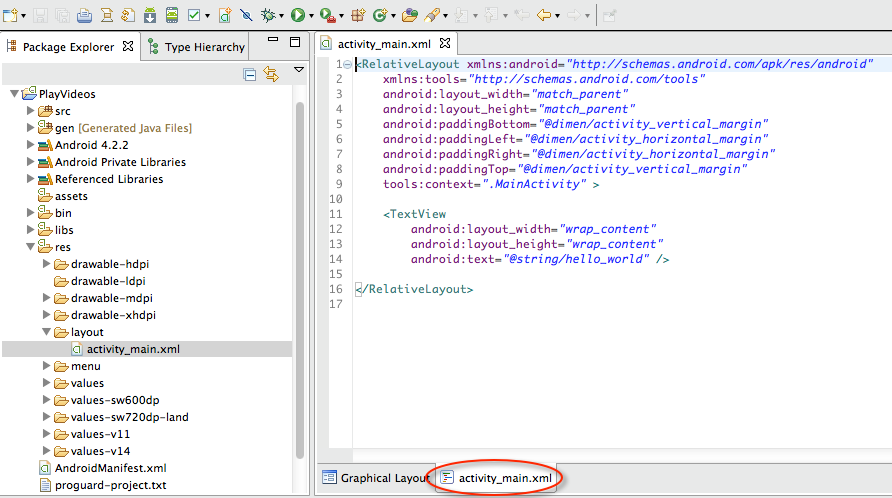 Package Explorer
Type Hierarchy
PlayVideos
src
gen [Generated Java Files]
Android 4.2.2
Android Private Libraries
Referenced Libraries
assets
bin
libs
res
drawable-hdpi
drawable-ldpi
drawable-mdpi
drawable-xhdpi
layout
activity_main.xml
menu
values
values-sw600dp
values-sw720dp-land
values-v11
values-v14
AndroidManifest.xml
proguard-project.txt
activity_main.xml
1 <RelativeLayout xmlns:android="http://schemas.android.com/apk/res/android"
2 xmlns:tools="http://schemas.android.com/tools"
3 android:layout_width="match_parent"
4 android:layout_height="match_parent"
5 android:paddingBottom="@dimen/activity_vertical_margin"
6 android:paddingLeft="@dimen/activity_horizontal_margin"
7 android:paddingRight="@dimen/activity_horizontal_margin"
8 android:paddingTop="@dimen/activity_vertical_margin"
9 tools:context=".MainActivity" >
10
11 <TextView
12 android:layout_width="wrap_content"
13 android:layout_height="wrap_content"
14 android:text="@string/hello_world" />
15
16 </RelativeLayout>
17
Graphical Layout
activity_main.xml